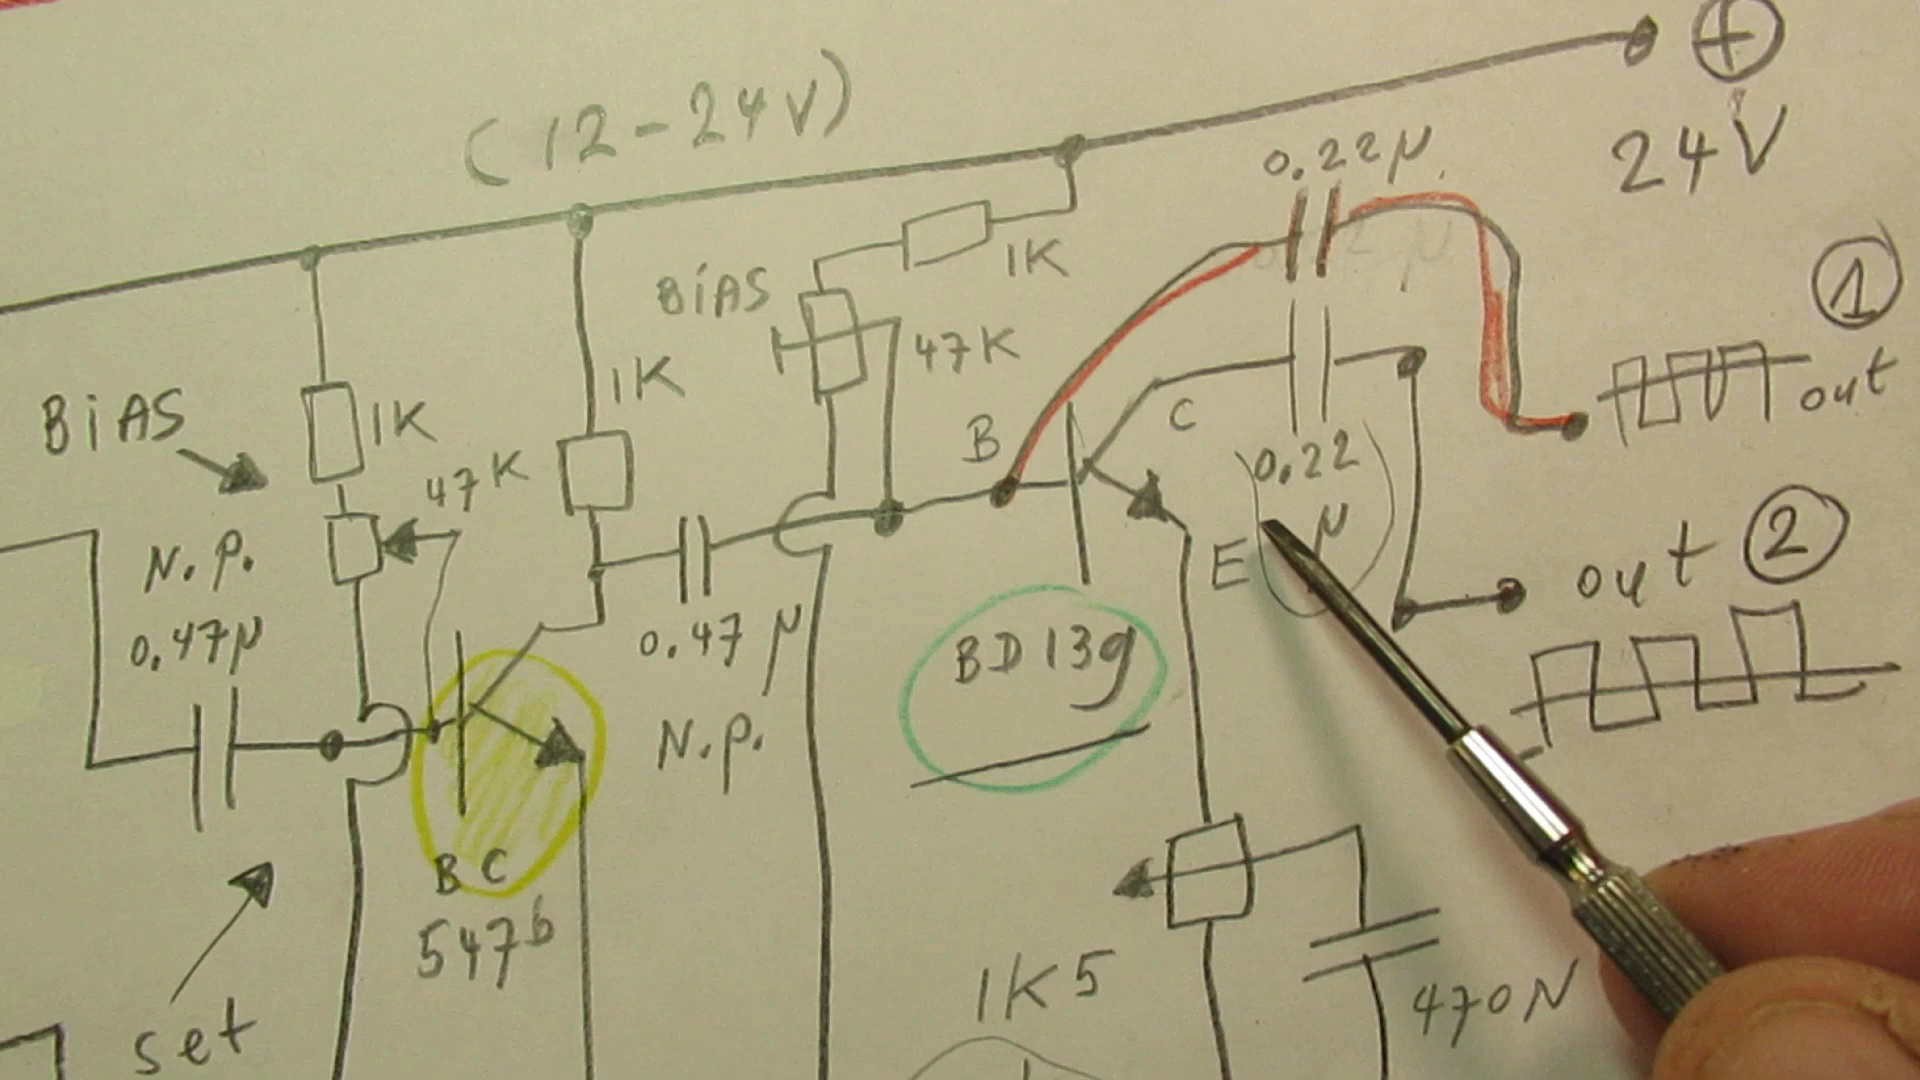 +
24V
(12-24V)
0.22µ
1K
BiAS
1
47K
1K
out
BiAS
1K
C
B
0.22
µ
47K
2
out
N.P.
E
0.47µ
0.47µ
BD139
N.P.
BC
547b
1K5
470N
set